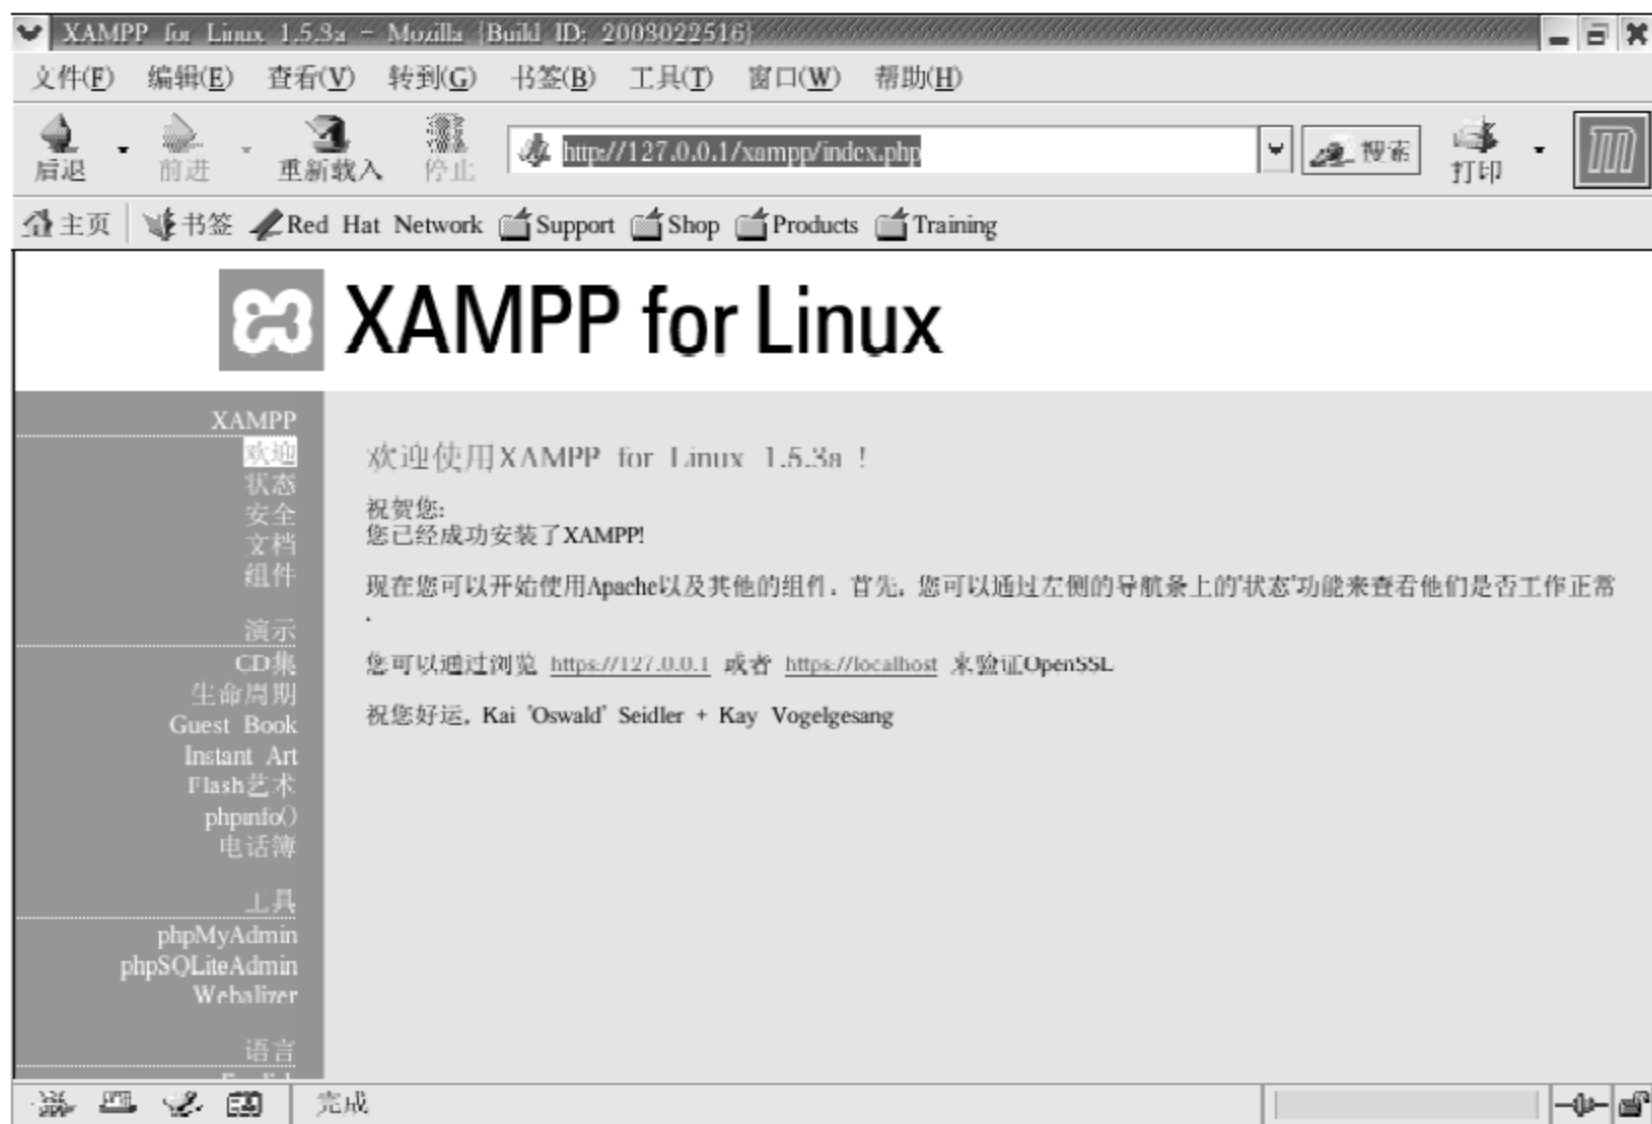 XAMPP for Linux 1.5.3a - Mozilla {Build ID: 2003022516}
文件(F) 编辑(E) 查看(V) 转到(G) 书签(B) 工具(T) 窗口(W) 帮助(H)
后退 前进 重新载入 停止 http://127.0.0.1/xampp/index.php 搜索 打印
主页 书签 Red Hat Network Support Shop Products Training
XAMPP for Linux
XAMPP
欢迎
状态
安全
文档
组件
演示
CD集
生命周期
Guest Book
Instant Art
Flash艺术
phpinfo()
电话簿
工具
phpMyAdmin
phpSQLiteAdmin
Webalizer
语言
欢迎使用XAMPP for Linux 1.5.3a !
祝贺您:
您已经成功安装了XAMPP!
现在您可以开始使用Apache以及其他的组件。首先, 您可以通过左侧的导航条上的'状态'功能来查看他们是否工作正常
.
您可以通过浏览 https://127.0.0.1 或者 https://localhost 来验证OpenSSL
祝您好运, Kai 'Oswald' Seidler + Kay Vogelgesang
完成